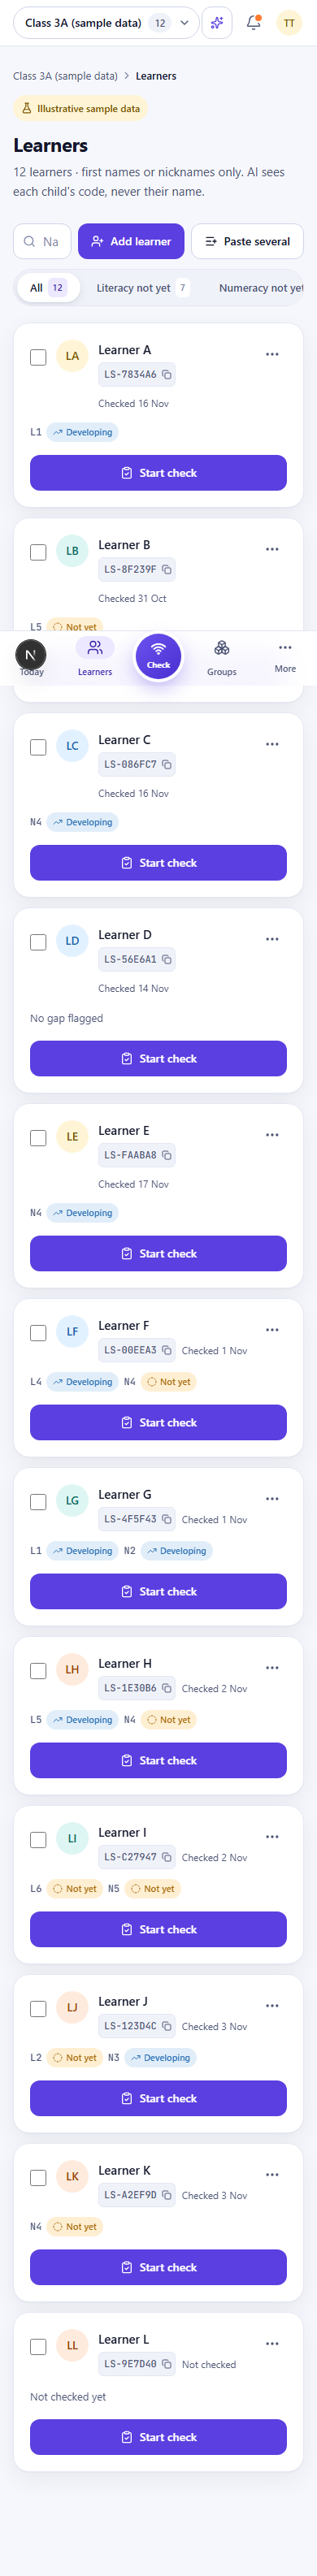 Class 3A (sample data) 12
TT
Class 3A (sample data) > Learners
Illustrative sample data
Learners
12 learners · first names or nicknames only. AI sees
each child's code, never their name.
Na
Add learner
Paste several
All 12
Literacy not yet 7
Numeracy not yet
LA
Learner A
LS-7834A6
Checked 16 Nov
L1 Developing
Start check
LB
Learner B
LS-8F239F
Checked 31 Oct
L5 Not yet
N
Today
Learners
Check
Groups
More
LC
Learner C
LS-086FC7
Checked 16 Nov
N4 Developing
Start check
LD
Learner D
LS-56E6A1
Checked 14 Nov
No gap flagged
Start check
LE
Learner E
LS-FAABA8
Checked 17 Nov
N4 Developing
Start check
LF
Learner F
LS-00EEA3 Checked 1 Nov
L4 Developing N4 Not yet
Start check
LG
Learner G
LS-4F5F43 Checked 1 Nov
L1 Developing N2 Developing
Start check
LH
Learner H
LS-1E30B6 Checked 2 Nov
L5 Developing N4 Not yet
Start check
LI
Learner I
LS-C27947 Checked 2 Nov
L6 Not yet N5 Not yet
Start check
LJ
Learner J
LS-123D4C Checked 3 Nov
L2 Not yet N3 Developing
Start check
LK
Learner K
LS-A2EF9D Checked 3 Nov
N4 Not yet
Start check
LL
Learner L
LS-9E7D40 Not checked
Not checked yet
Start check